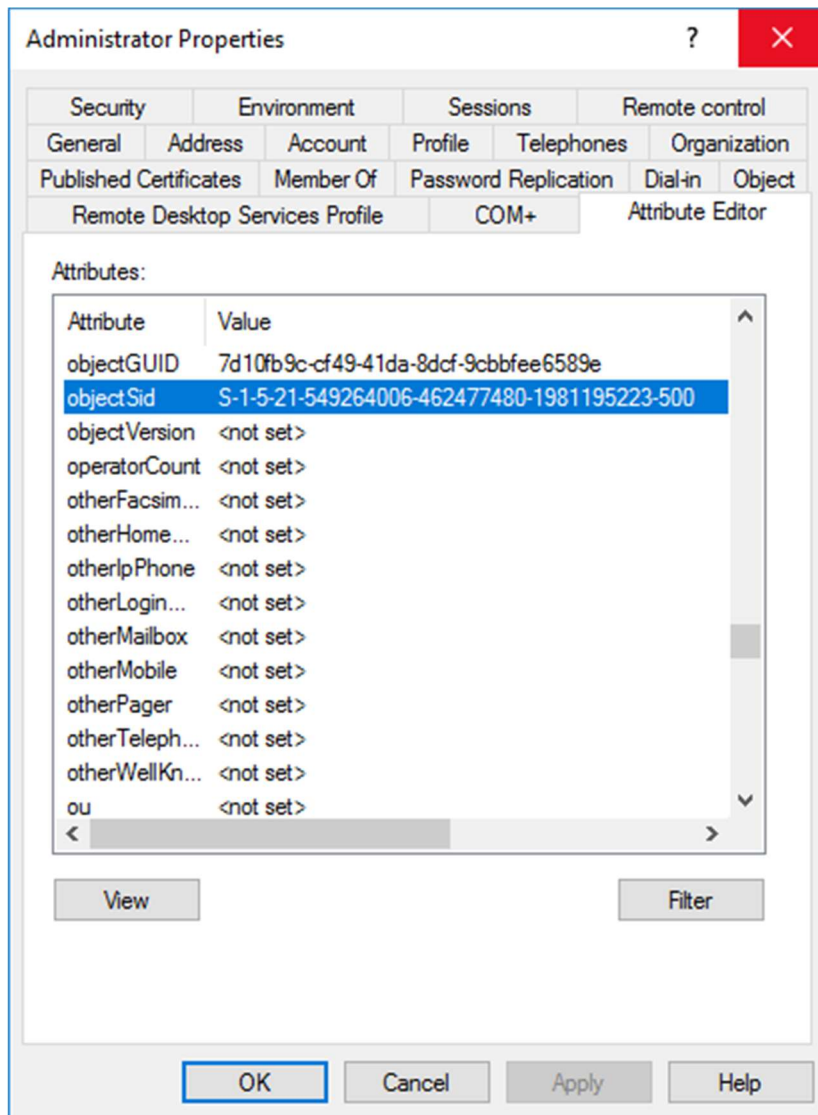 Administrator Properties ?
Security Environment Sessions Remote control
General Address Account Profile Telephones Organization
Published Certificates Member Of Password Replication Dial-in Object
Remote Desktop Services Profile COM+ Attribute Editor
Attributes:
Attribute Value
objectGUID 7d10fb9c-cf49-41da-8dcf-9cbbfee6589e
objectSid S-1-5-21-549264006-462477480-1981195223-500
objectVersion <not set>
operatorCount <not set>
otherFacsim... <not set>
otherHome... <not set>
otherIpPhone <not set>
otherLogin... <not set>
otherMailbox <not set>
otherMobile <not set>
otherPager <not set>
otherTeleph... <not set>
otherWellKn... <not set>
ou <not set>
View Filter
OK Cancel Apply Help